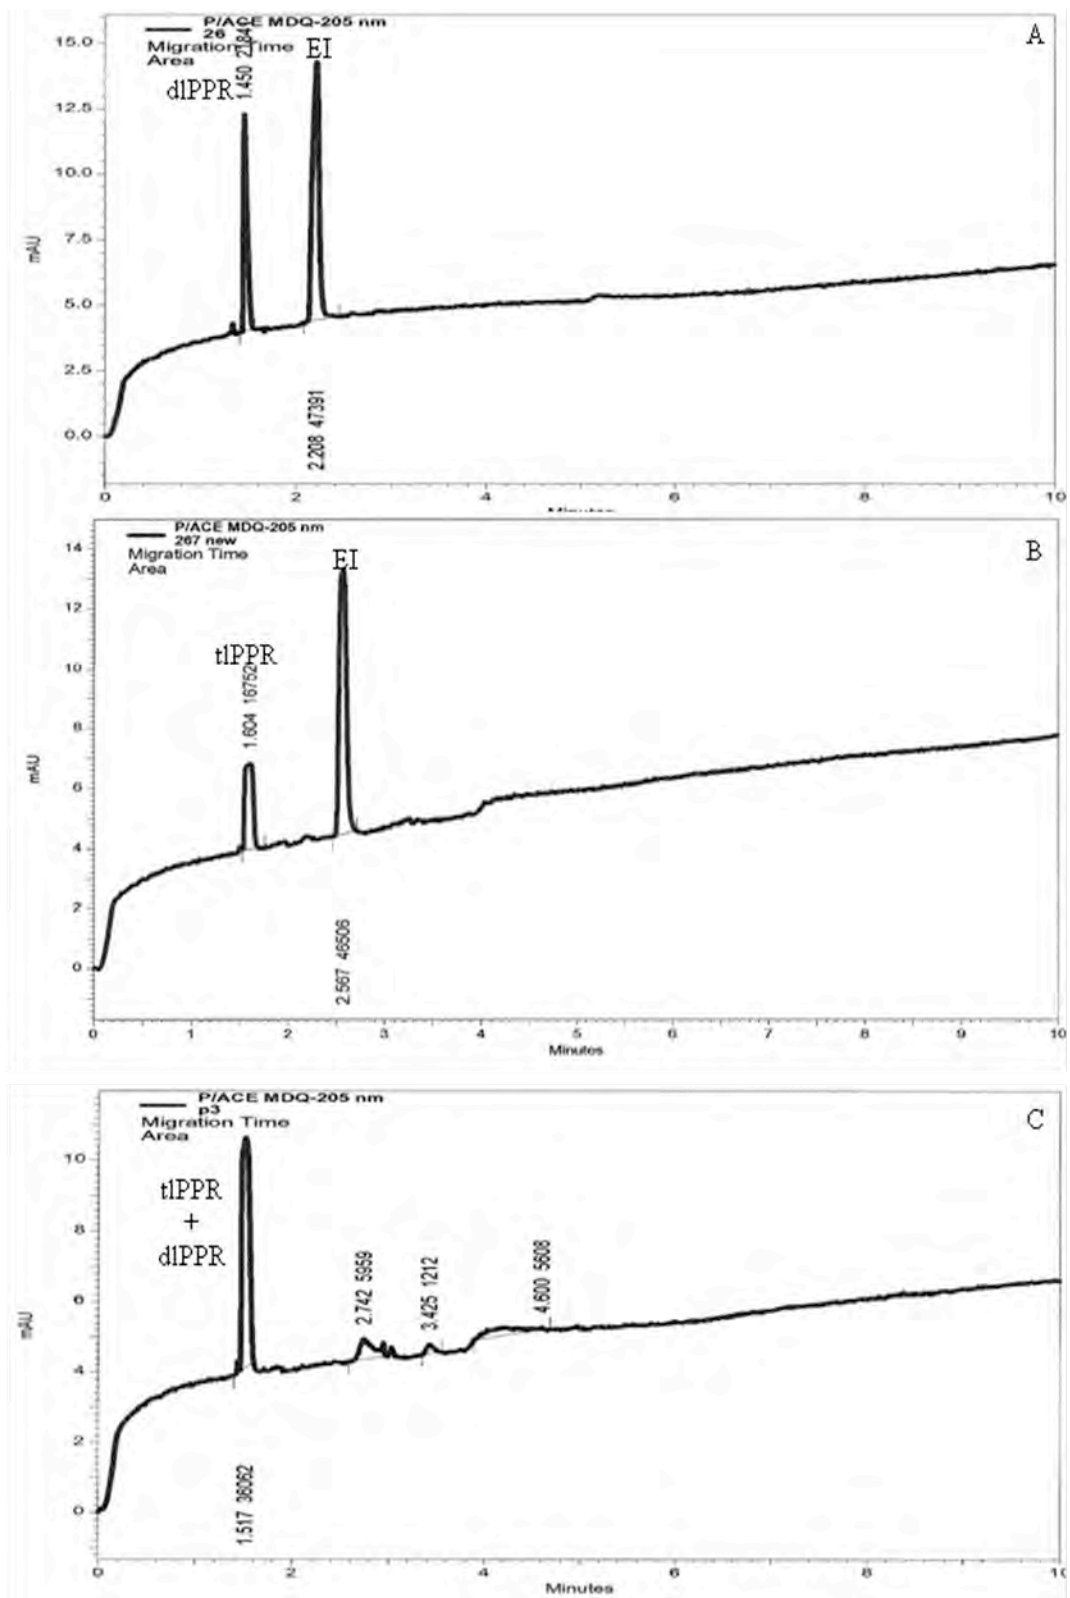 P/ACE MDQ-205 nm
26
Migration Time
Area
A
EI
dlPPR
1.450
15.0
12.5
10.0
7.5
5.0
2.5
0.0
mAU
2.208 47391
0 2 4 6 8 10
P/ACE MDQ-205 nm
267 new
Migration Time
Area
B
EI
tlPPR
1.604 16752
14
12
10
8
6
4
2
0
mAU
2.567 46506
0 1 2 3 4 5 6 7 8 9 10
Minutes
P/ACE MDQ-205 nm
p3
Migration Time
Area
C
tlPPR
+
dlPPR
2.742 5959
3.425 1212
4.600 5608
10
8
6
4
2
0
mAU
1.517 36062
0 2 4 6 8
Minutes